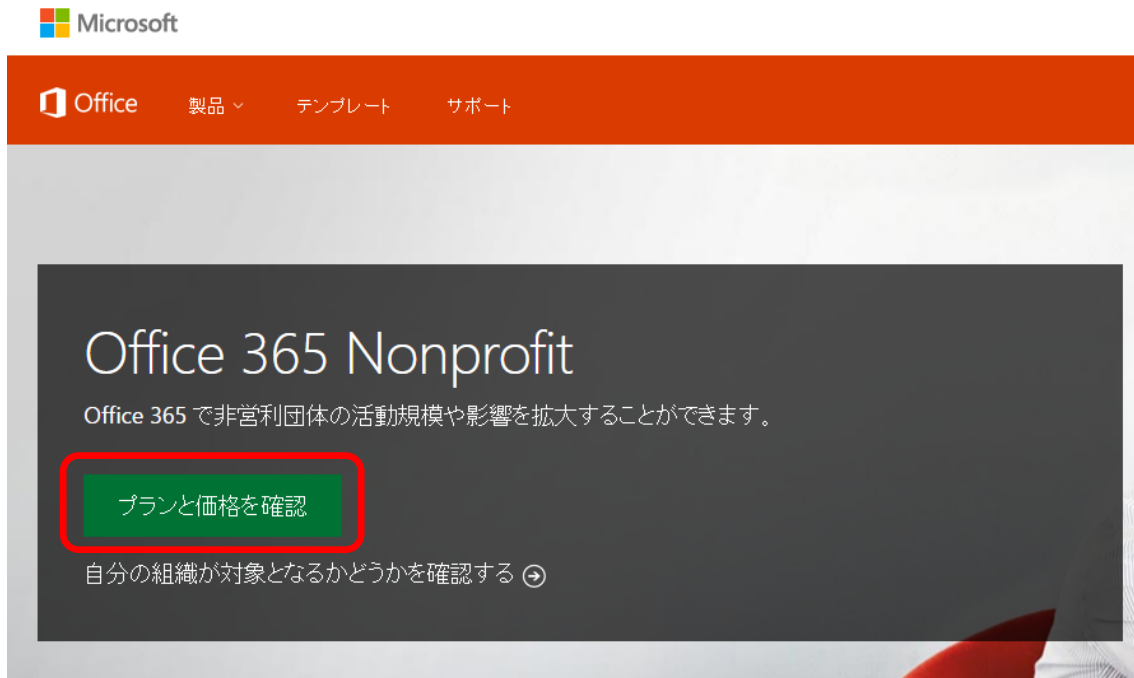 Microsoft
Office 製品 テンプレート サポート
Office 365 Nonprofit
Office 365 で非営利団体の活動規模や影響を拡大することができます。
プランと価格を確認
自分の組織が対象となるかどうかを確認する